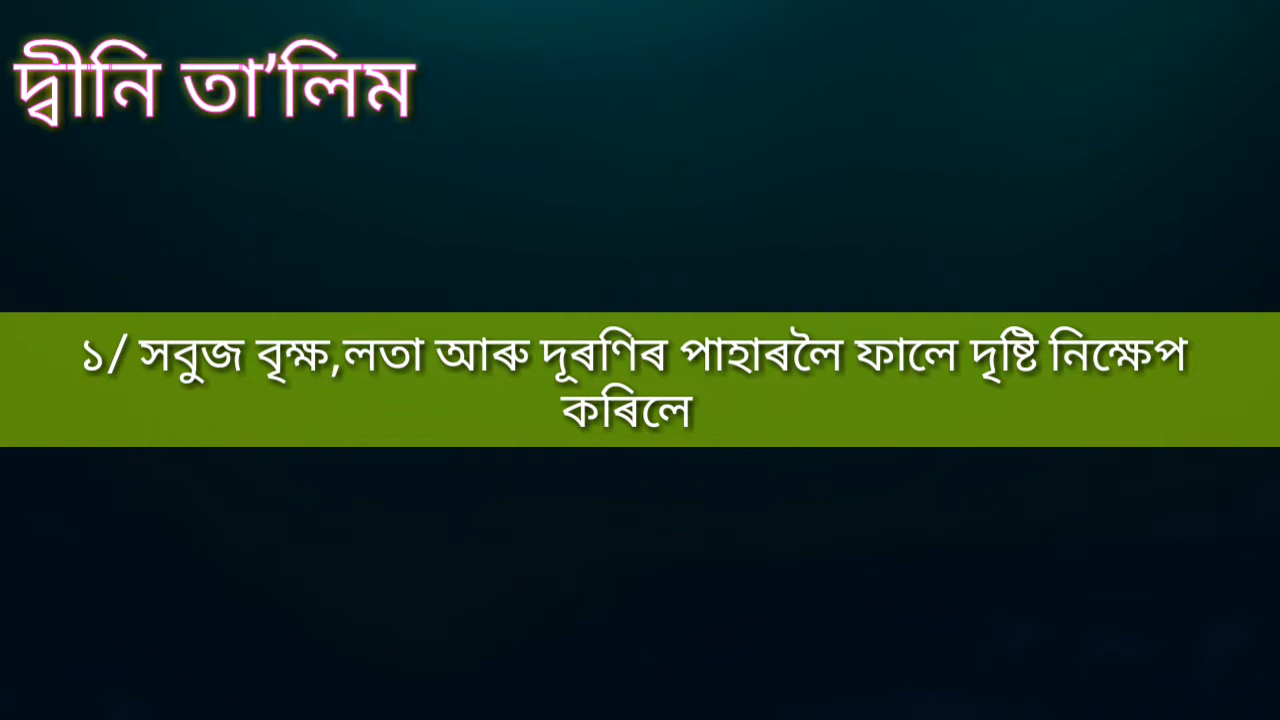 দ্বীনি তা’লিম
১/ সবুজ বৃক্ষ,লতা আৰু দূৰণিৰ পাহাৰলৈ ফালে দৃষ্টি নিক্ষেপ
কৰিলে